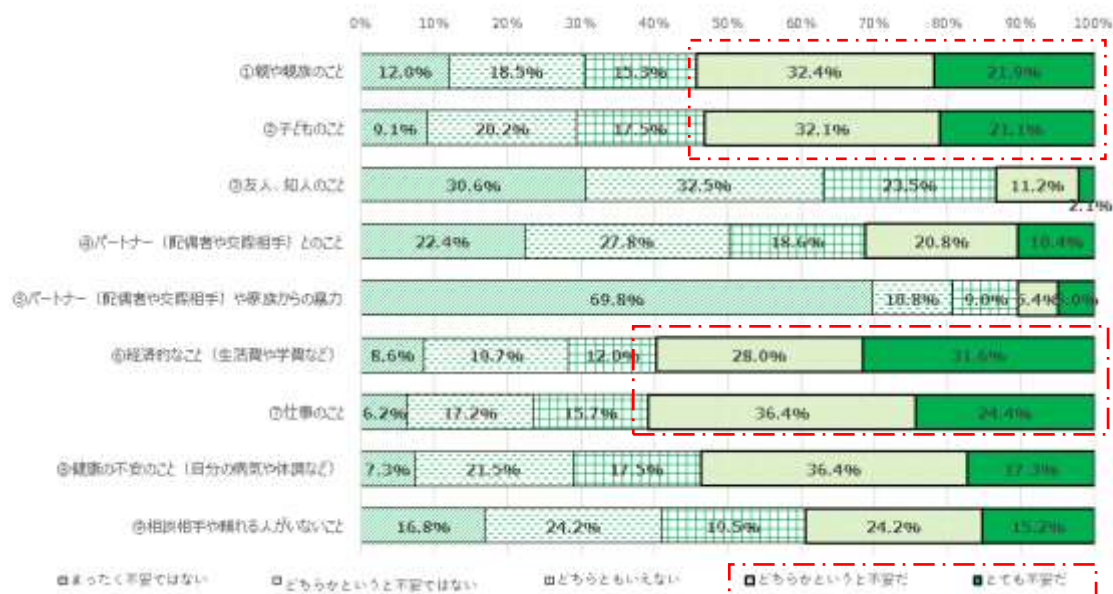 0% 10% 20% 30% 40% 50% 60% 70% 80% 90% 100%
①親や親族のこと 12.0% 18.5% 15.3% 32.4% 21.9%
②子どものこと 9.1% 20.2% 17.5% 32.1% 21.1%
③友人、知人のこと 30.6% 32.5% 23.5% 11.2% 2.1%
④パートナー(配偶者や交際相手)とのこと 22.4% 27.8% 18.6% 20.8% 10.4%
⑤パートナー(配偶者や交際相手)や家族からの暴力 69.8% 10.8% 9.0% 5.4% 5.0%
⑥経済的なこと(生活費や学費など) 8.6% 19.7% 12.0% 28.0% 31.6%
⑦仕事のこと 6.2% 17.2% 15.7% 36.4% 24.4%
⑧健康の不安のこと(自分の病気や体調など) 7.3% 21.5% 17.5% 36.4% 17.3%
⑨相談相手や頼れる人がいないこと 16.8% 24.2% 19.5% 24.2% 15.2%
まったく不安ではない どちらかというと不安ではない どちらともいえない どちらかというと不安だ とても不安だ